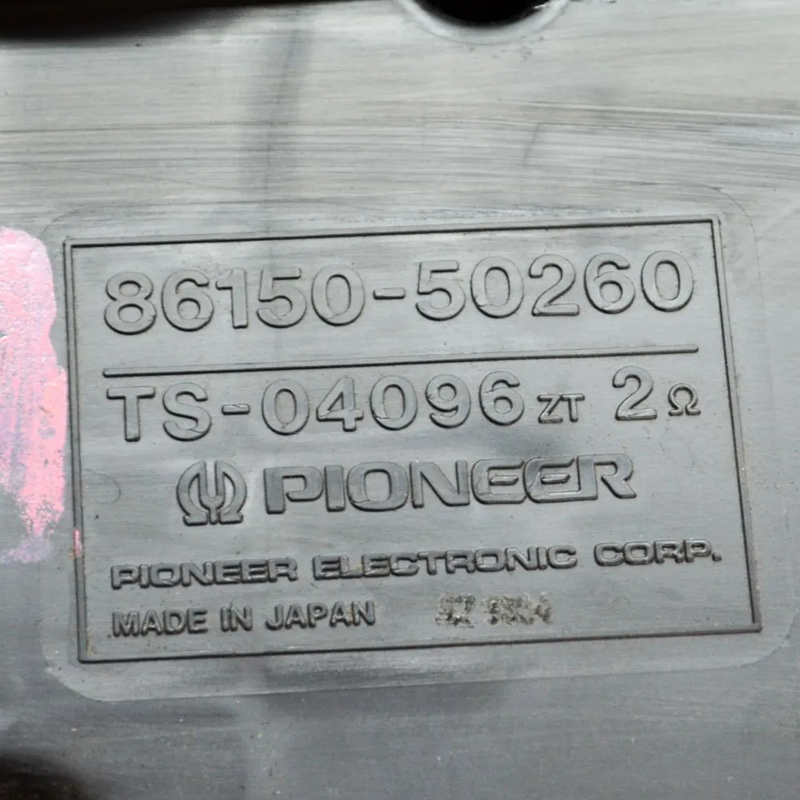 86150-50260
TS-04096 ZT 2Ω
PIONEER
PIONEER ELECTRONIC CORP.
MADE IN JAPAN